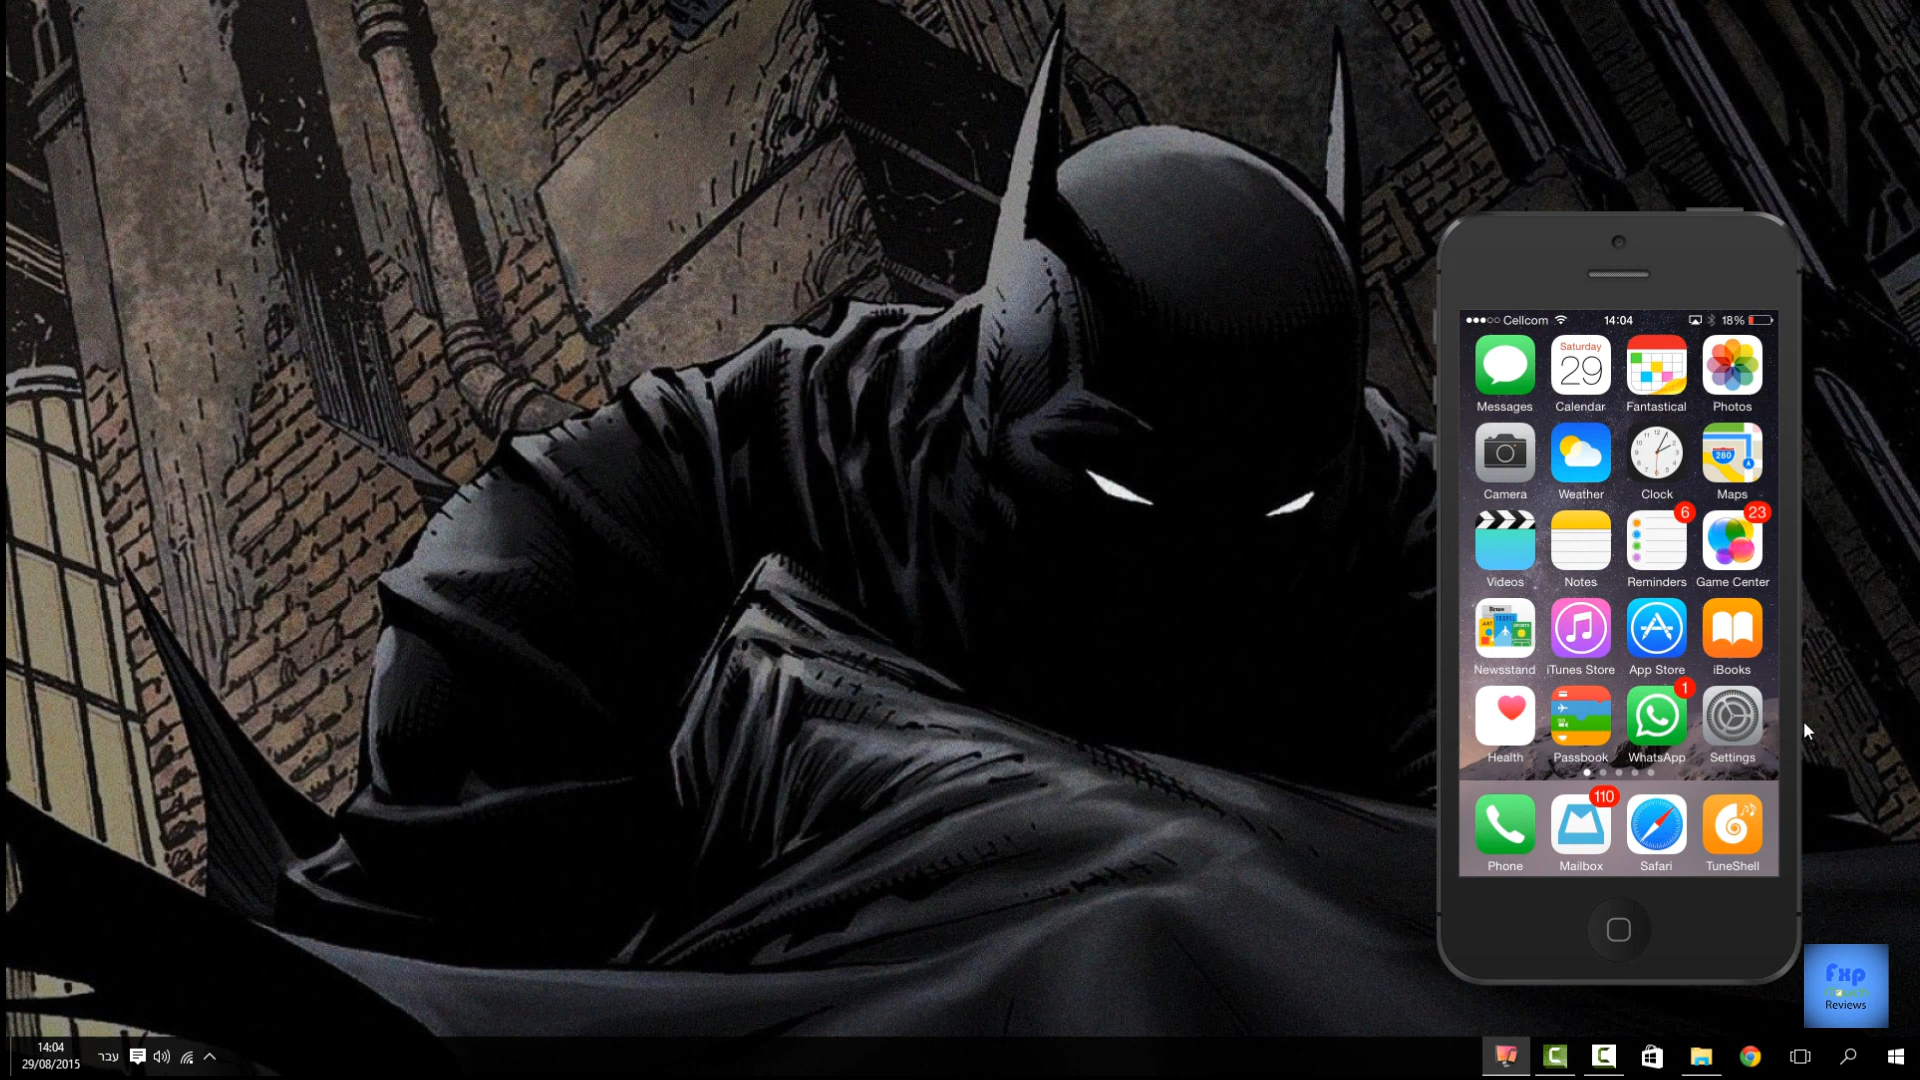 ●●●○○ Cellcom 14:04 18%
Saturday
29
280
Messages Calendar Fantastical Photos
Camera Weather Clock Maps
6 23
Videos Notes Reminders Game Center
Newsstand iTunes Store App Store iBooks
1
Health Passbook WhatsApp Settings
110
Phone Mailbox Safari TuneShell
Fxp
Reviews
14:04
29/08/2015
עבר